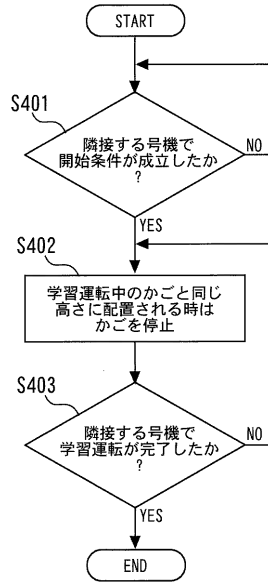 START
S401
隣接する号機で
開始条件が成立したか
?
NO
YES
S402
学習運転中のかごと同じ
高さに配置される時は
かごを停止
S403
隣接する号機で
学習運転が完了したか
?
NO
YES
END